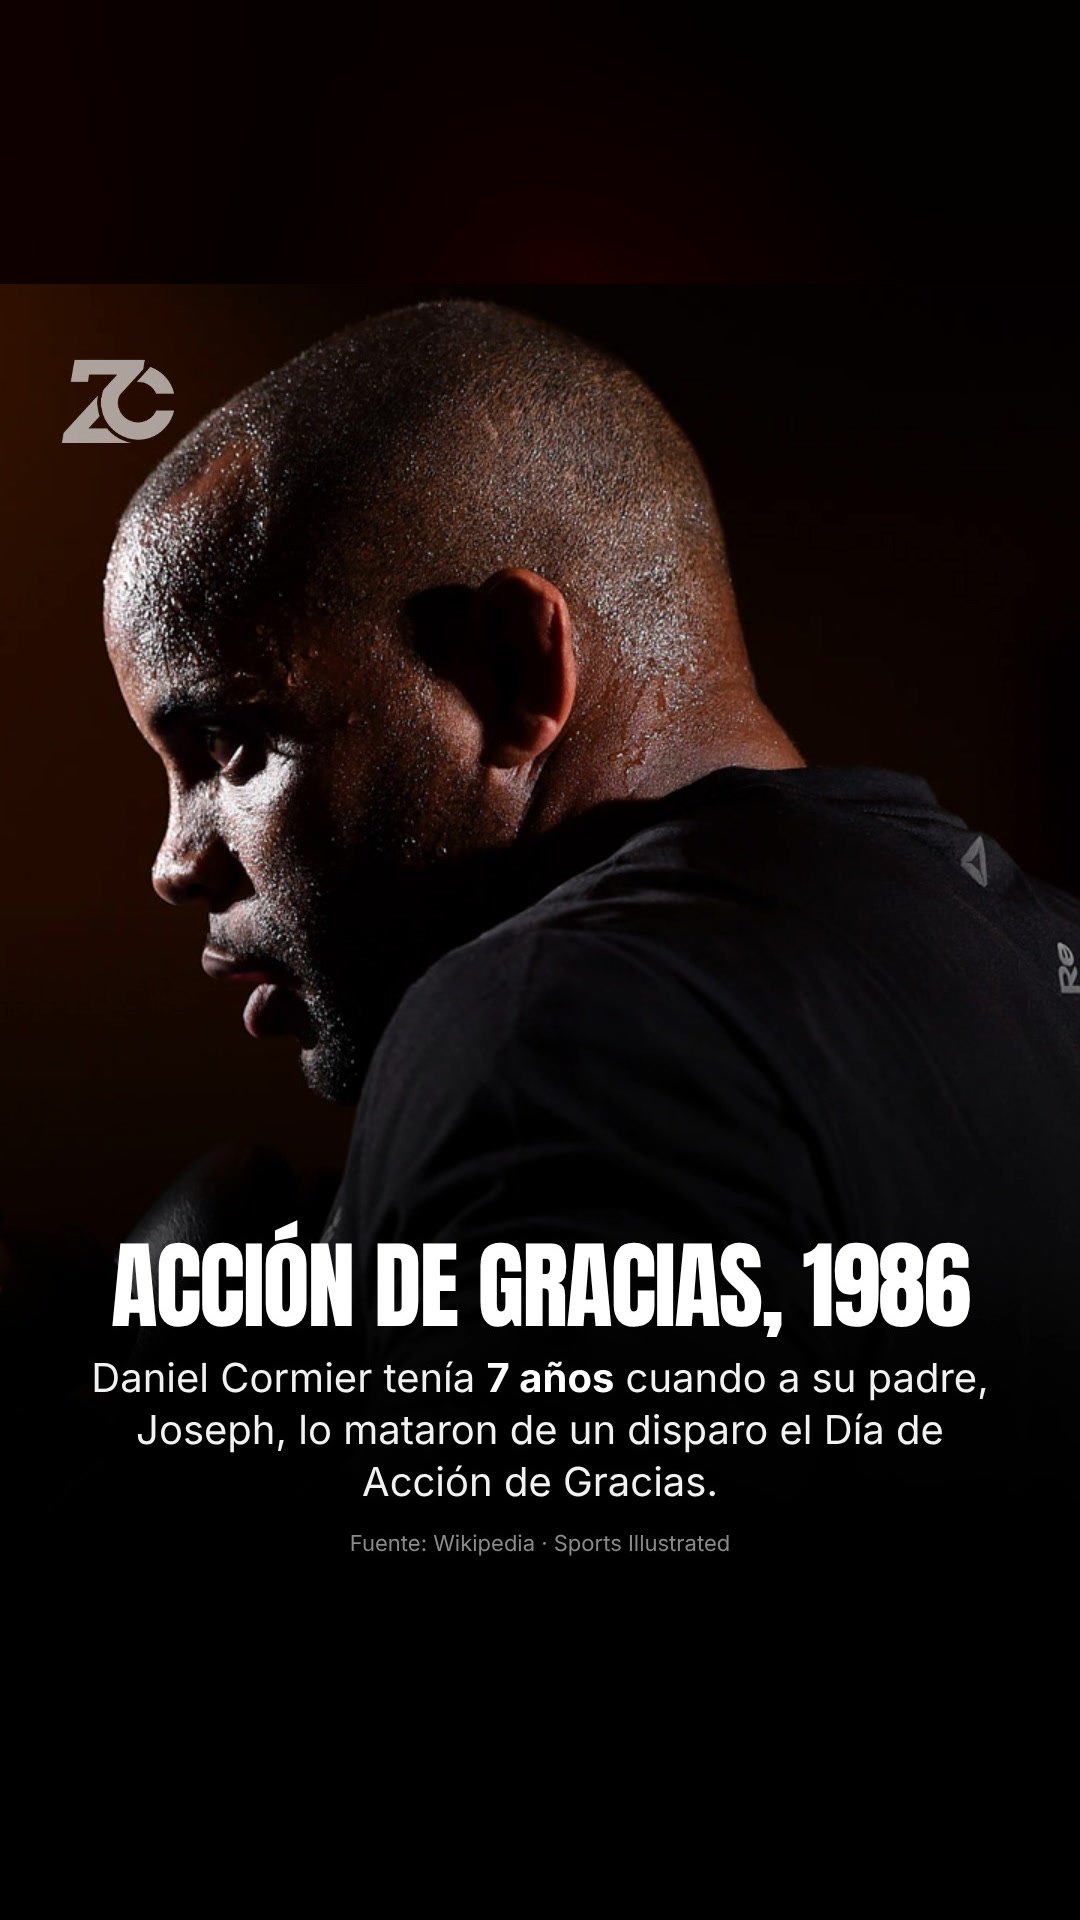 ZC
ACCIÓN DE GRACIAS, 1986
Daniel Cormier tenía 7 años cuando a su padre,
Joseph, lo mataron de un disparo el Día de
Acción de Gracias.
Fuente: Wikipedia · Sports Illustrated